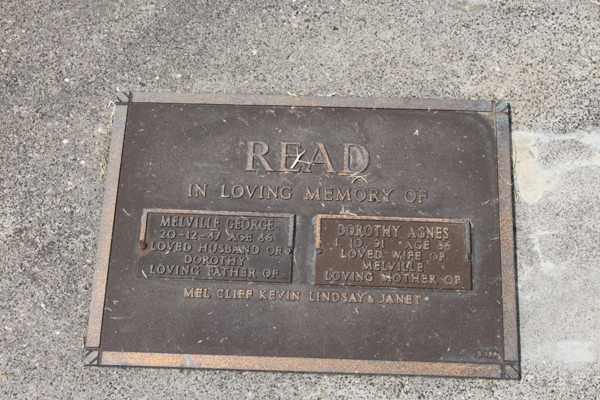 READ
IN LOVING MEMORY OF
MELVILLE GEORGE
20-12-87 AGE 86
LOVED HUSBAND OF
DOROTHY
LOVING FATHER OF
DOROTHY AGNES
1. 10. 91 AGE 86
LOVED WIFE OF
MELVILLE
LOVING MOTHER OF
MEL CLIFF KEVIN LINDSAY & JANET